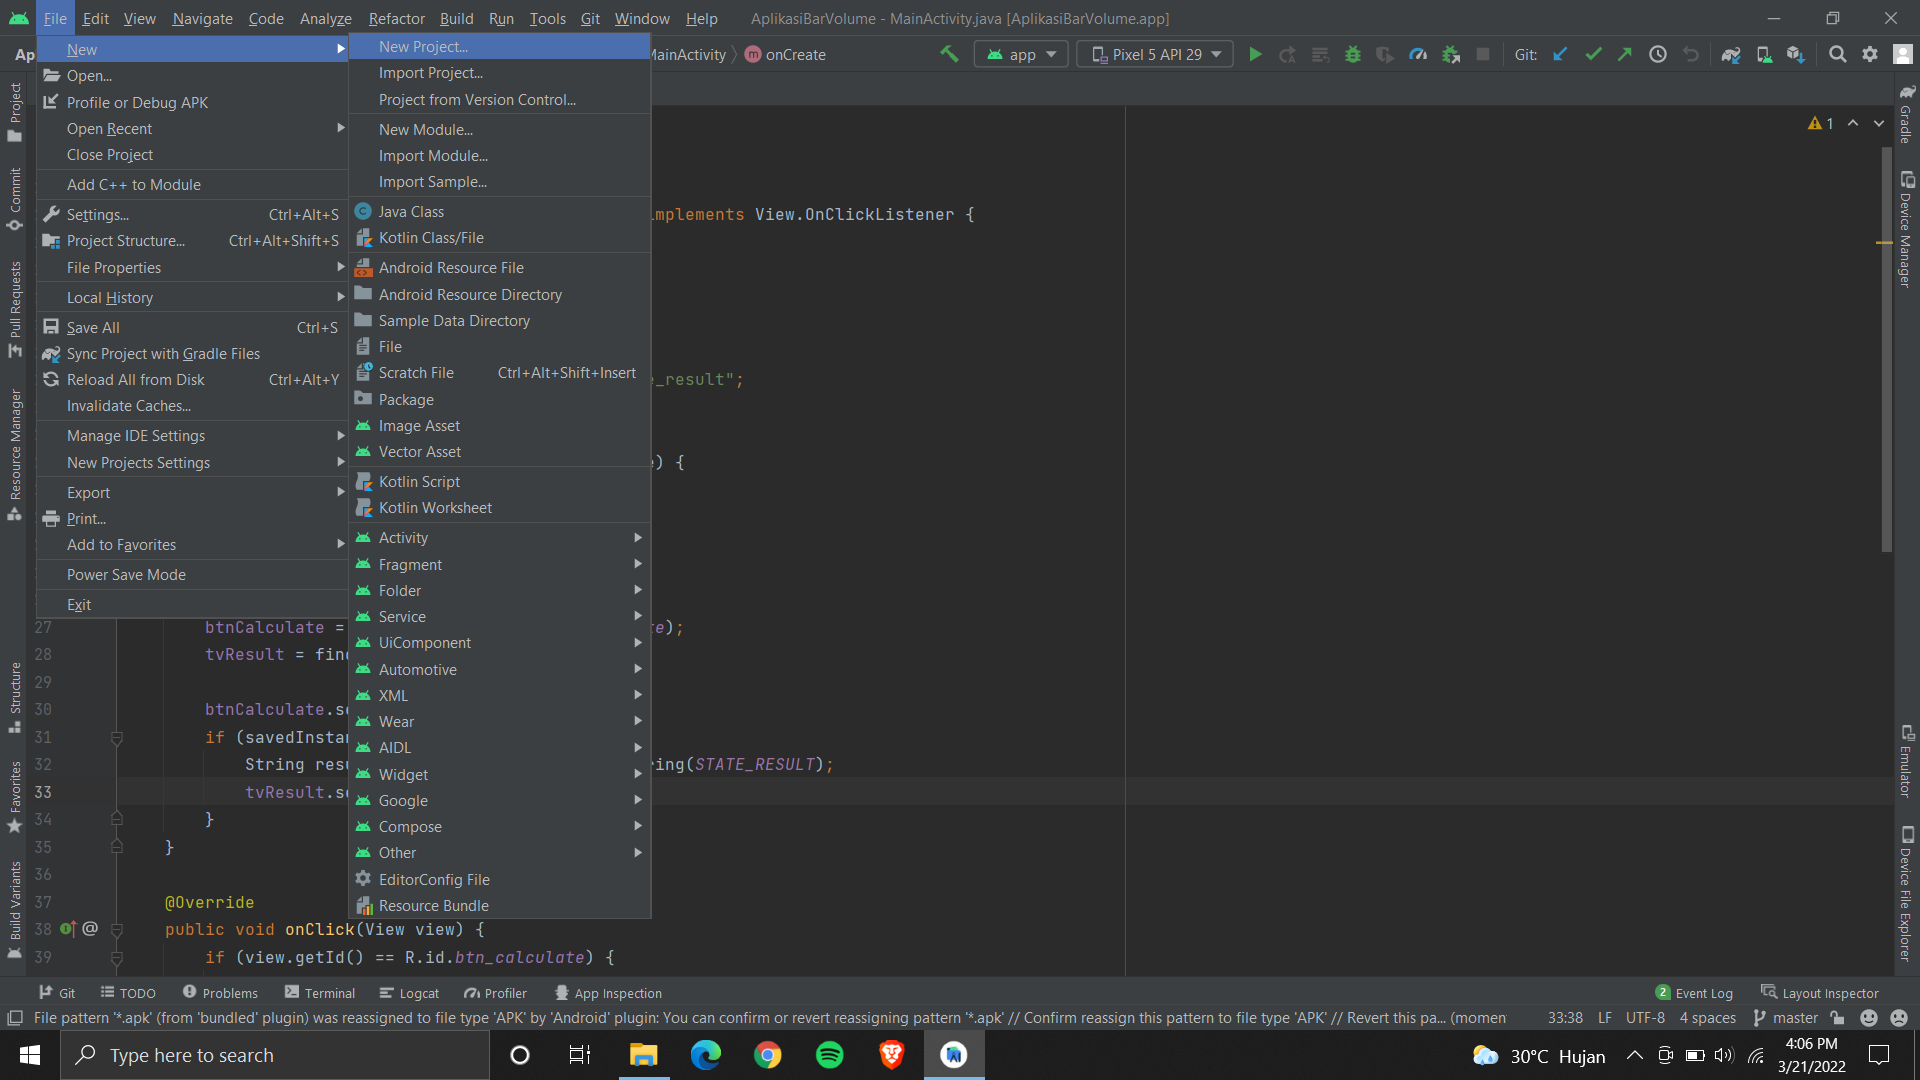 File Edit View Navigate Code Analyze Refactor Build Run Tools Git Window Help AplikasiBarVolume - MainActivity.java [AplikasiBarVolume.app]
Ap MainActivity onCreate app Pixel 5 API 29 Git:
New
Open...
Profile or Debug APK
Open Recent
Close Project
Add C++ to Module
Settings... Ctrl+Alt+S
Project Structure... Ctrl+Alt+Shift+S
File Properties
Local History
Save All Ctrl+S
Sync Project with Gradle Files
Reload All from Disk Ctrl+Alt+Y
Invalidate Caches...
Manage IDE Settings
New Projects Settings
Export
Print...
Add to Favorites
Power Save Mode
Exit
New Project...
Import Project...
Project from Version Control...
New Module...
Import Module...
Import Sample...
Java Class
Kotlin Class/File
Android Resource File
Android Resource Directory
Sample Data Directory
File
Scratch File Ctrl+Alt+Shift+Insert
Package
Image Asset
Vector Asset
Kotlin Script
Kotlin Worksheet
Activity
Fragment
Folder
Service
UiComponent
Automotive
XML
Wear
AIDL
Widget
Google
Compose
Other
EditorConfig File
Resource Bundle
Project
Commit
Pull Requests
Resource Manager
Structure
Favorites
Build Variants
1
implements View.OnClickListener {
e_result";
e) {
27 btnCalculate = te);
28 tvResult = find
29
30 btnCalculate.se
31 if (savedInstan
32 String resu ring(STATE_RESULT);
33 tvResult.se
34 }
35 }
36
37 @Override
38 @ public void onClick(View view) {
39 if (view.getId() == R.id.btn_calculate) {
Gradle
Device Manager
Emulator
Device File Explorer
Git TODO Problems Terminal Logcat Profiler App Inspection 2 Event Log Layout Inspector
File pattern '*.apk' (from 'bundled' plugin) was reassigned to file type 'APK' by 'Android' plugin: You can confirm or revert reassigning pattern '*.apk' // Confirm reassign this pattern to file type 'APK' // Revert this pa... (momen 33:38 LF UTF-8 4 spaces master
Type here to search 30°C Hujan 4:06 PM
3/21/2022